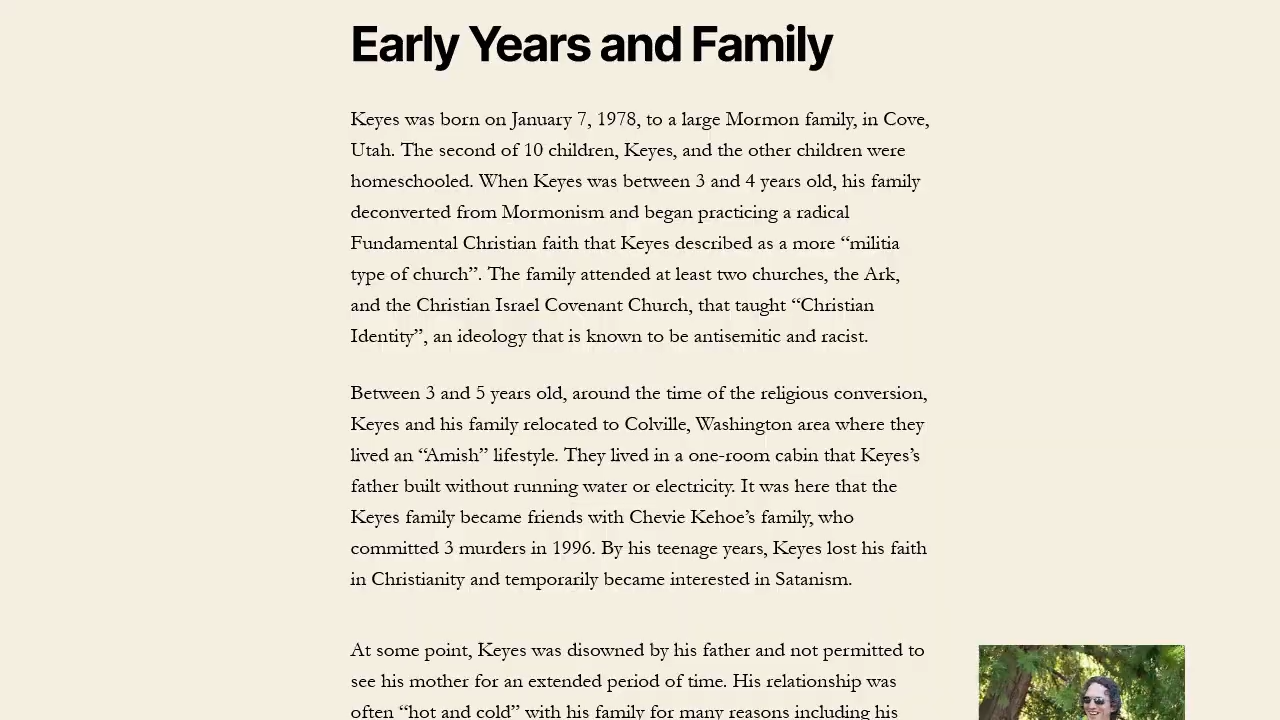 Early Years and Family
Keyes was born on January 7, 1978, to a large Mormon family, in Cove,
Utah. The second of 10 children, Keyes, and the other children were
homeschooled. When Keyes was between 3 and 4 years old, his family
deconverted from Mormonism and began practicing a radical
Fundamental Christian faith that Keyes described as a more “militia
type of church”. The family attended at least two churches, the Ark,
and the Christian Israel Covenant Church, that taught “Christian
Identity”, an ideology that is known to be antisemitic and racist.
Between 3 and 5 years old, around the time of the religious conversion,
Keyes and his family relocated to Colville, Washington area where they
lived an “Amish” lifestyle. They lived in a one-room cabin that Keyes’s
father built without running water or electricity. It was here that the
Keyes family became friends with Chevie Kehoe’s family, who
committed 3 murders in 1996. By his teenage years, Keyes lost his faith
in Christianity and temporarily became interested in Satanism.
At some point, Keyes was disowned by his father and not permitted to
see his mother for an extended period of time. His relationship was
often “hot and cold” with his family for many reasons including his